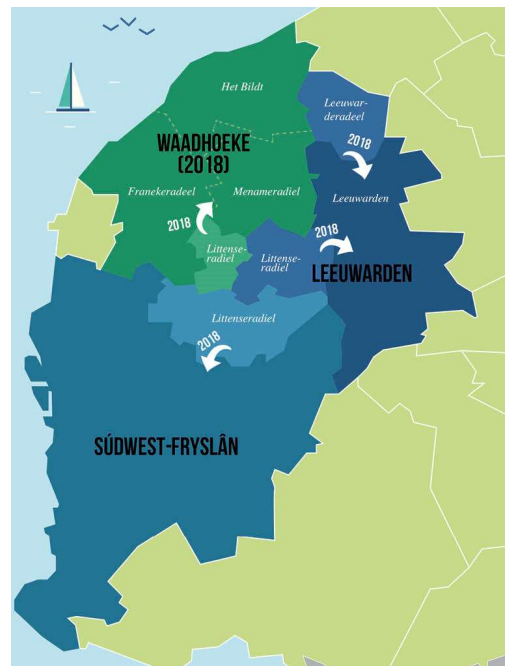 Het Bildt
Leeuwar-
deradeel
2018
WAADHOEKE
(2018)
Franekeradeel
Menameradiel
Leeuwarden
2018
2018
Littense-
radiel
Littense-
radiel
LEEUWARDEN
Littenseradiel
2018
SÚDWEST-FRYSLÂN